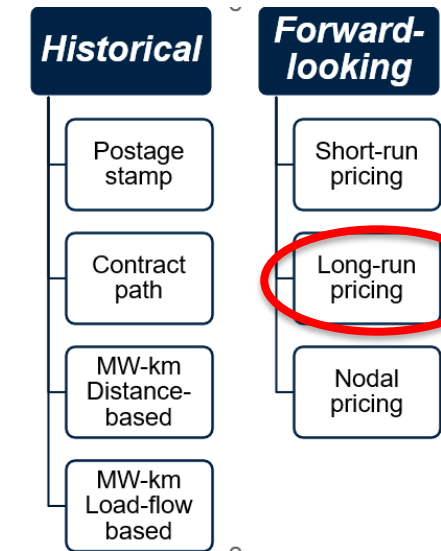 Historical
Postage
stamp
Contract
path
MW-km
Distance-
based
MW-km
Load-flow
based
Forward-
looking
Short-run
pricing
Long-run
pricing
Nodal
pricing